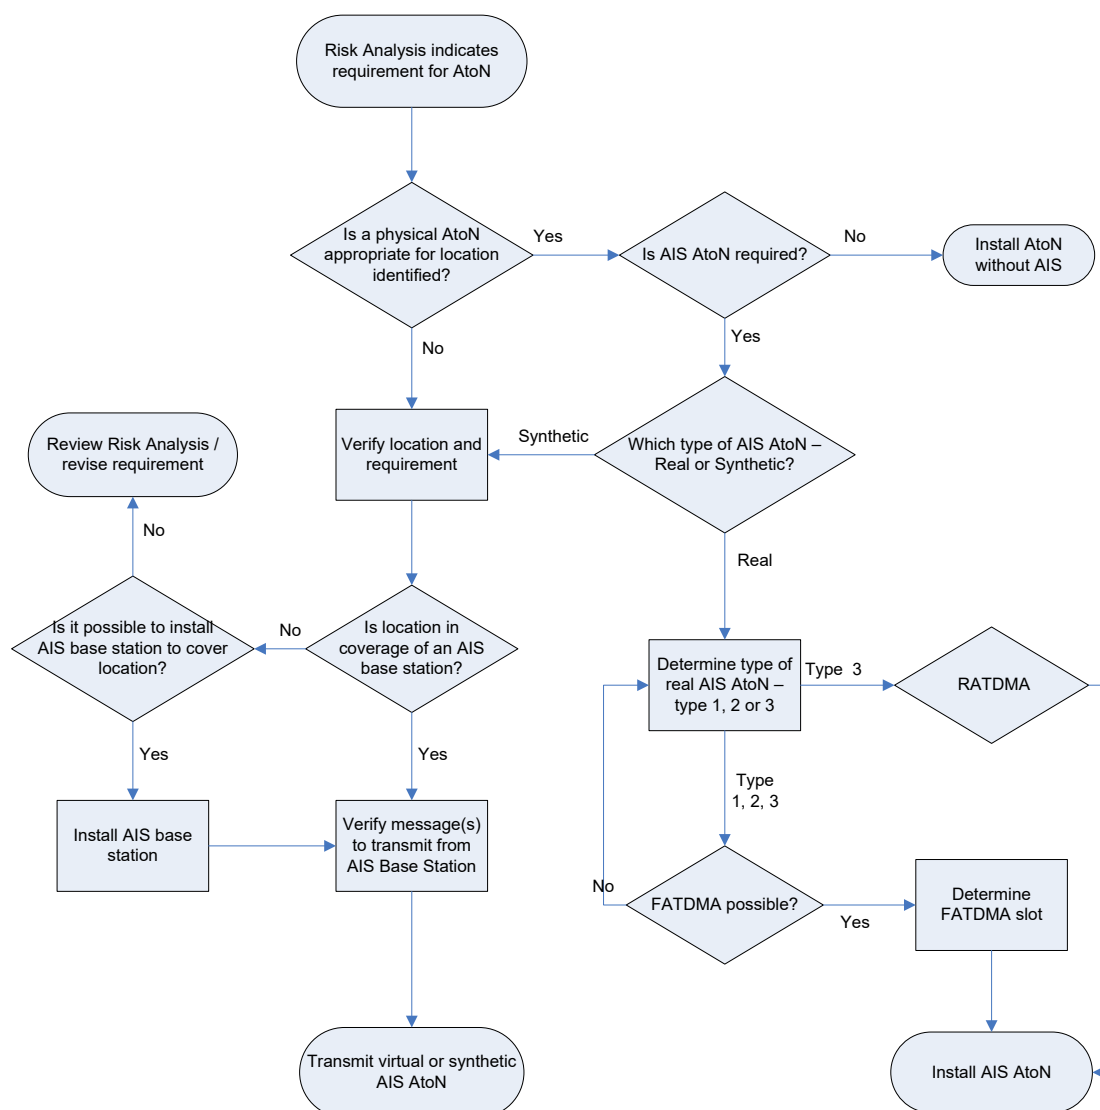 Risk Analysis indicates
requirement for AtoN
Is a physical AtoN
appropriate for location
identified?
Yes
Is AIS AtoN required?
No
Install AtoN
without AIS
No
Yes
Review Risk Analysis /
revise requirement
Verify location and
requirement
Synthetic
Which type of AIS AtoN –
Real or Synthetic?
No
Real
Is it possible to install
AIS base station to cover
location?
No
Is location in
coverage of an AIS
base station?
Determine type of
real AIS AtoN –
type 1, 2 or 3
Type 3
RATDMA
Yes
Yes
Type
1, 2, 3
Install AIS base
station
Verify message(s)
to transmit from
AIS Base Station
No
FATDMA possible?
Yes
Determine
FATDMA slot
Transmit virtual or synthetic
AIS AtoN
Install AIS AtoN